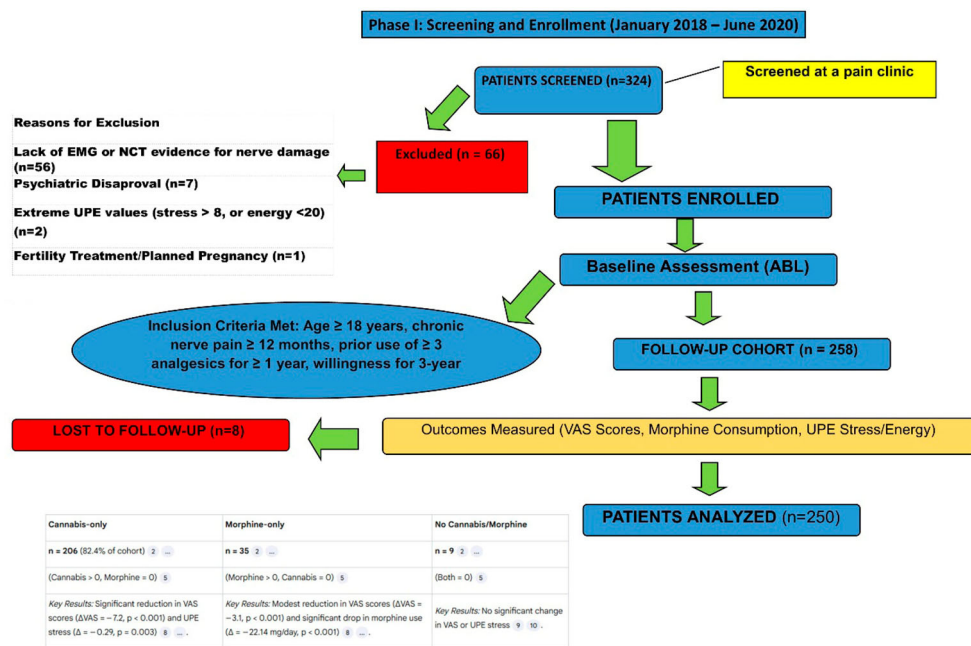 Phase I: Screening and Enrollment (January 2018 – June 2020)
PATIENTS SCREENED (n=324)
Screened at a pain clinic
Excluded (n = 66)
Reasons for Exclusion
Lack of EMG or NCT evidence for nerve damage
(n=56)
Psychiatric Disaproval (n=7)
Extreme UPE values (stress > 8, or energy <20)
(n=2)
Fertility Treatment/Planned Pregnancy (n=1)
PATIENTS ENROLLED
Baseline Assessment (ABL)
Inclusion Criteria Met: Age ≥ 18 years, chronic
nerve pain ≥ 12 months, prior use of ≥ 3
analgesics for ≥ 1 year, willingness for 3-year
FOLLOW-UP COHORT (n = 258)
LOST TO FOLLOW-UP (n=8)
Outcomes Measured (VAS Scores, Morphine Consumption, UPE Stress/Energy)
PATIENTS ANALYZED (n=250)
Cannabis-only
n = 206 (82.4% of cohort) 2 ...
(Cannabis > 0, Morphine = 0) 5
Key Results: Significant reduction in VAS
scores (ΔVAS = −7.2, p < 0.001) and UPE
stress (Δ = −0.29, p = 0.003) 8 ... .
Morphine-only
n = 35 2 ...
(Morphine > 0, Cannabis = 0) 5
Key Results: Modest reduction in VAS scores (ΔVAS =
−3.1, p < 0.001) and significant drop in morphine use
(Δ = −22.14 mg/day, p < 0.001) 8 ... .
No Cannabis/Morphine
n = 9 2 ...
(Both = 0) 5
Key Results: No significant change
in VAS or UPE stress 9 10 .